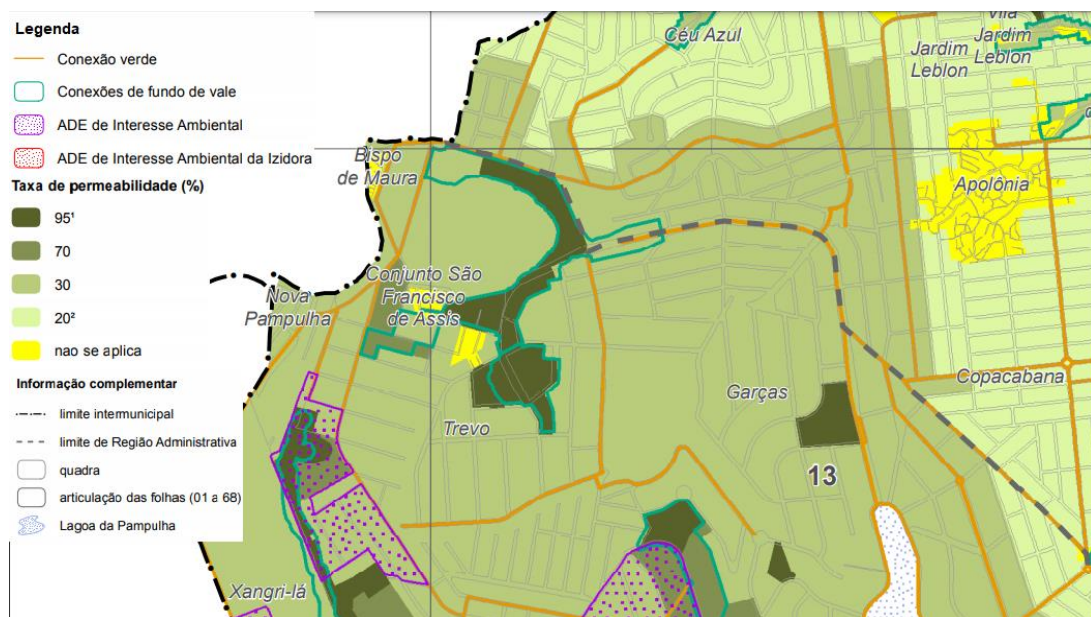 Legenda
Conexão verde
Conexões de fundo de vale
ADE de Interesse Ambiental
ADE de Interesse Ambiental da Izidora
Taxa de permeabilidade (%)
95¹
70
30
20²
nao se aplica
Informação complementar
limite intermunicipal
limite de Região Administrativa
quadra
articulação das folhas (01 a 68)
Lagoa da Pampulha
Céu Azul
Vila
Jardim
Leblon
Jardim
Leblon
Bispo
de Maura
Apolônia
Conjunto São
Francisco
de Assis
Nova
Pampulha
Copacabana
Garças
Trevo
13
Xangri-lá